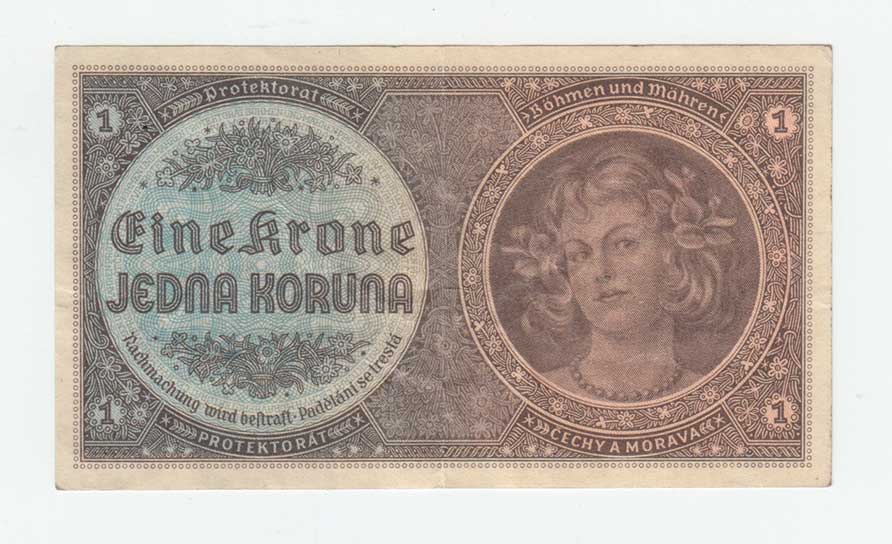 Protektorat
Böhmen und Mähren
1
1
Eine Krone
JEDNA KORUNA
Nachmachung wird bestraft · Padělání se trestá
1
1
PROTEKTORÁT
ČECHY A MORAVA